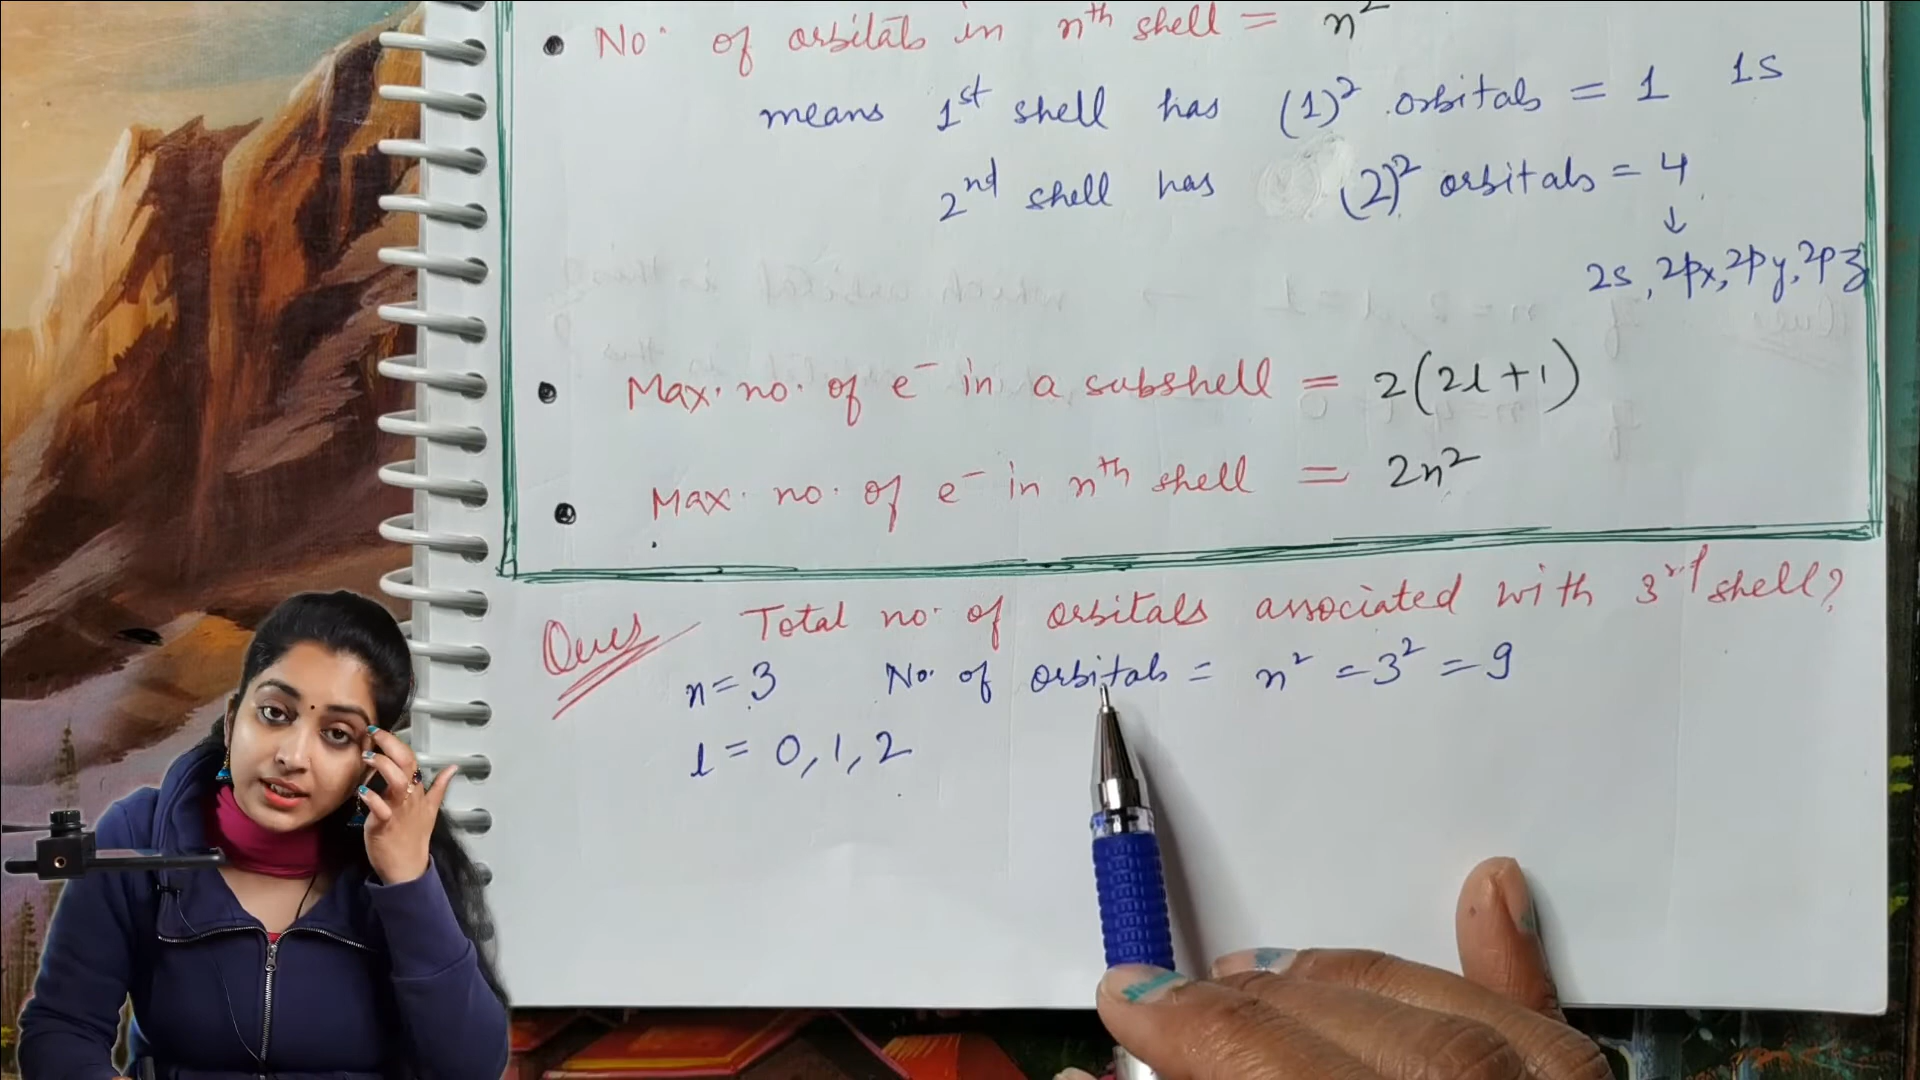 • No. of orbitals in nth shell = n²
means 1st shell has (1)² orbitals = 1 1s
2nd shell has (2)² orbitals = 4
↓
2s, 2px, 2py, 2pz
• Max. no. of e⁻ in a subshell = 2(2l+1)
• Max. no. of e⁻ in nth shell = 2n²
Ques Total no. of orbitals associated with 3rd shell?
n=3 No. of orbitals = n² = 3² = 9
l = 0, 1, 2